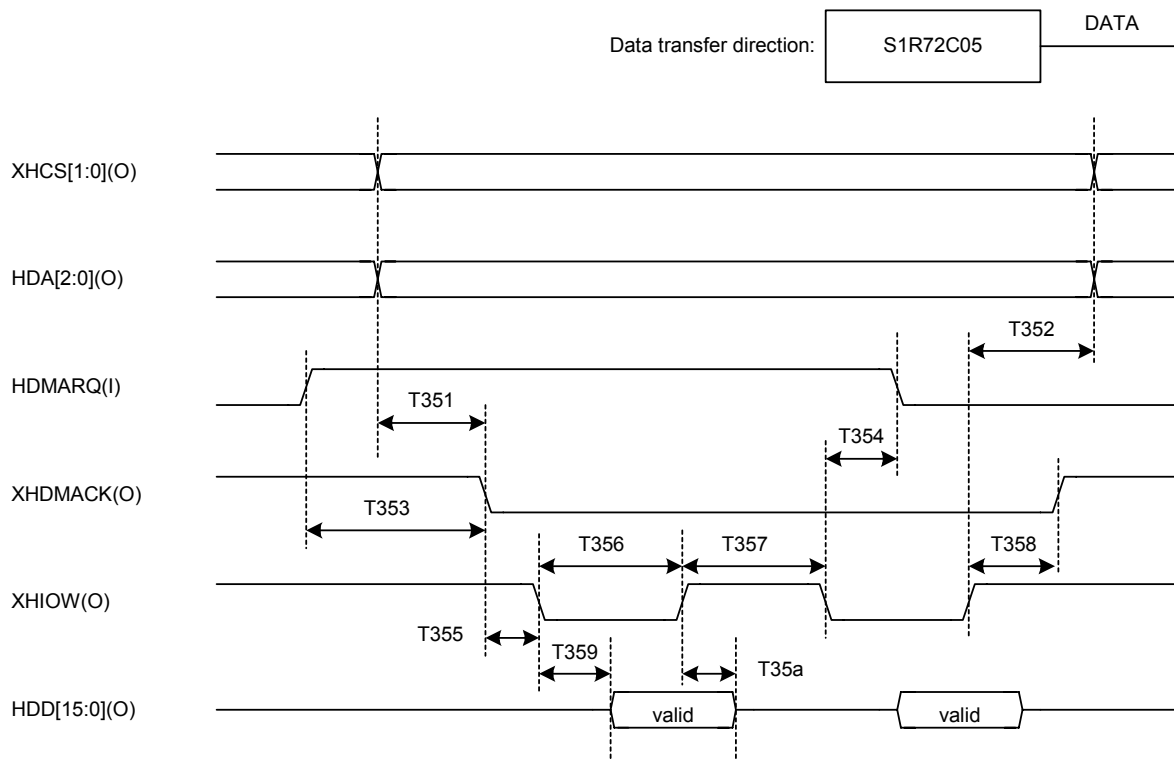 DATA
Data transfer direction: S1R72C05
XHCS[1:0](O)
HDA[2:0](O)
T352
HDMARQ(I)
T351
T354
XHDMACK(O)
T353
T356 T357 T358
XHIOW(O)
T355 T359 T35a
HDD[15:0](O) valid valid